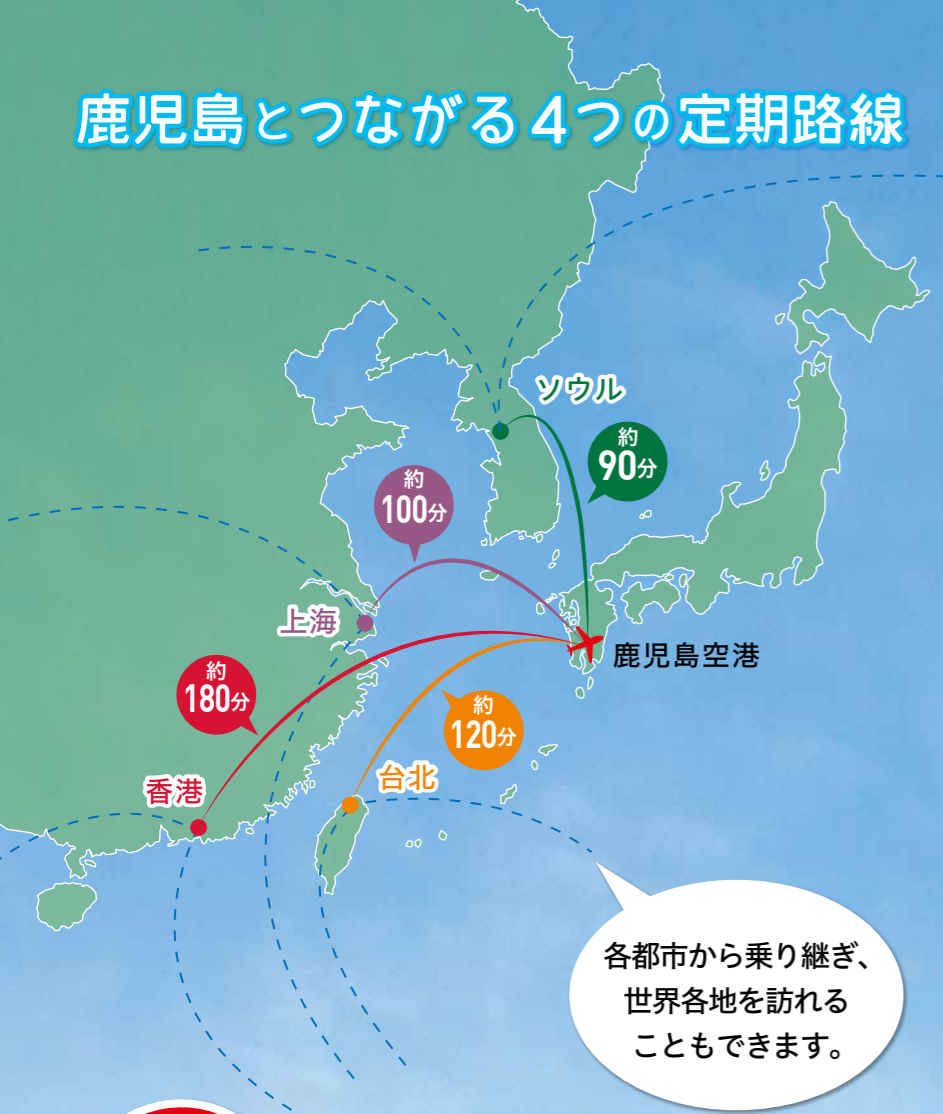 鹿児島とつながる4つの定期路線
ソウル
約
90分
約
100分
上海
鹿児島空港
約
180分
約
120分
台北
香港
各都市から乗り継ぎ、
世界各地を訪れる
こともできます。